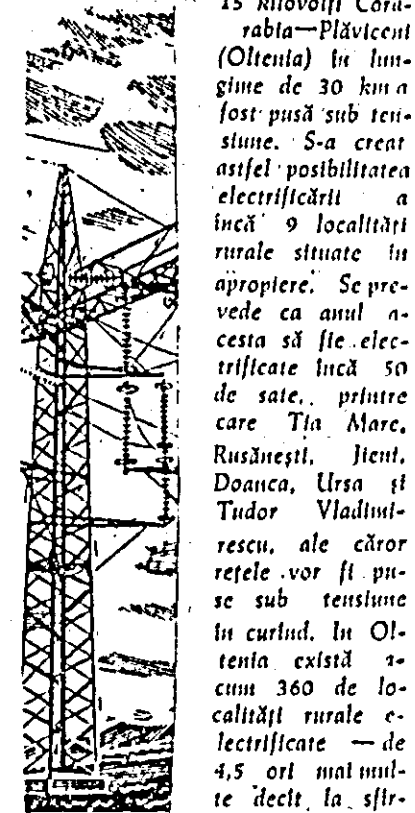 15 kilovolți Cora-
rabia—Plăviceni
(Oltenia) în lun-
gime de 30 km a
fost pusă sub ten-
siune. S-a creat
astfel posibilitatea
electrificării a
încă 9 localități
rurale situate în
apropiere. Se pre-
vede ca anul a-
cesta să fie elec-
trificate încă 50
de sate, printre
care Tia Mare,
Rusănești, Jieni,
Doanca, Ursa și
Tudor Vladimi-
rescu, ale căror
rețele vor fi pu-
se sub tensiune
în curînd. In Ol-
tenia există a-
cum 360 de lo-
calități rurale e-
lectrificate — de
4,5 ori mai mul-
te decît la sfîr-